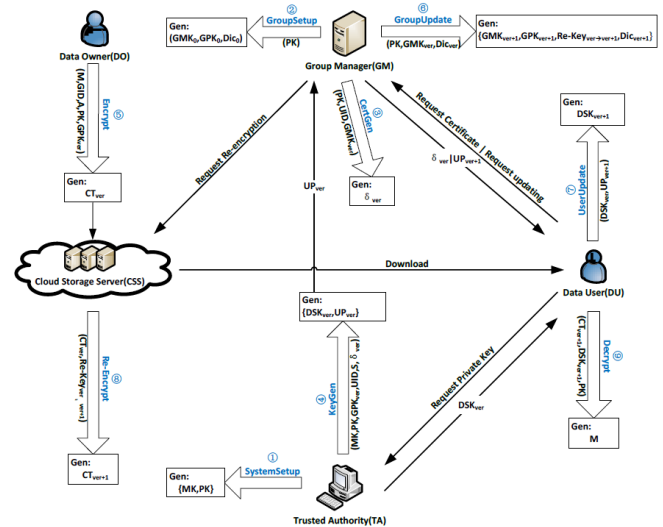 ② GroupSetup
(PK)
Gen:
(GMK₀,GPK₀,Dic₀)
⑥ GroupUpdate
(PK,GMKver,Dicver)
Gen:
{GMKver+1,GPKver+1,Re-Keyver→ver+1,Dicver+1}
Data Owner(DO)
Group Manager(GM)
⑤ Encrypt
(M,GID,A,PK,GPKver)
Gen:
CTver
Request Re-encryption
③ CertGen
(PK,UID,GMKver)
Gen:
δ ver
UPver
Request Certificate | Request updating
δ ver|UPver+1
Gen:
DSKver+1
⑦ UserUpdate
(DSKver,UPver+1)
Cloud Storage Server(CSS)
Download
Data User(DU)
Gen:
{DSKver,UPver}
④ KeyGen
(MK,PK,GPKver,UID,S, δ ver)
Request Private Key
DSKver
⑧ Re-Encrypt
(CTver,Re-Keyver, ver+1)
Gen:
CTver+1
⑨ Decrypt
(CTver+1,DSKver+1,PK)
Gen:
M
① SystemSetup
Gen:
{MK,PK}
Trusted Authority(TA)